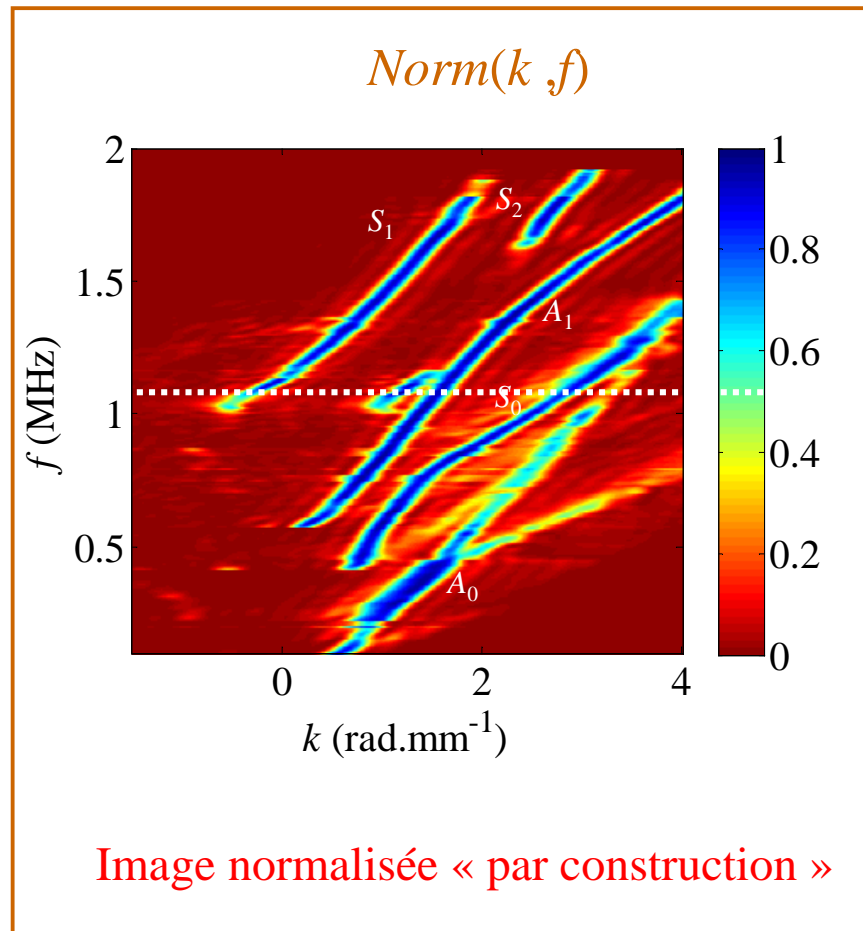 Norm(k ,f)
2
1.5
1
0.5
f (MHz)
S1
S2
A1
S0
A0
0
2
4
k (rad.mm-1)
1
0.8
0.6
0.4
0.2
0
Image normalisée « par construction »